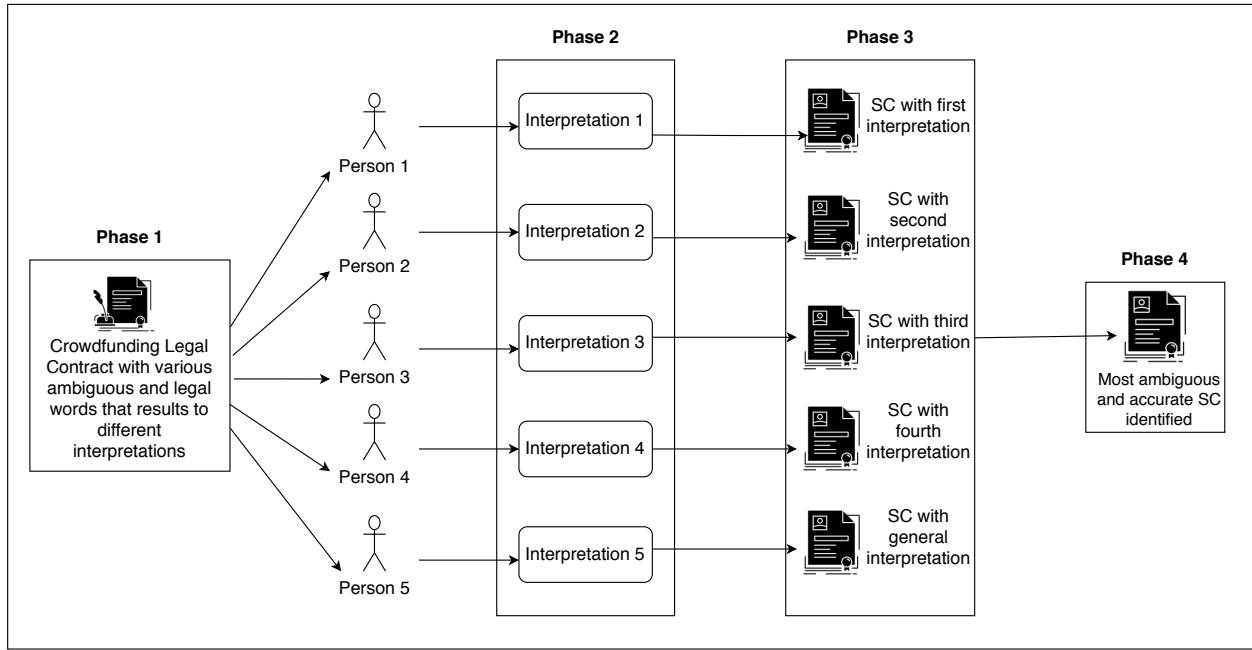 Phase 1
Crowdfunding Legal
Contract with various
ambiguous and legal
words that results to
different
interpretations
Person 1
Person 2
Person 3
Person 4
Person 5
Phase 2
Interpretation 1
Interpretation 2
Interpretation 3
Interpretation 4
Interpretation 5
Phase 3
SC with first
interpretation
SC with
second
interpretation
SC with third
interpretation
SC with
fourth
interpretation
SC with
general
interpretation
Phase 4
Most ambiguous
and accurate SC
identified